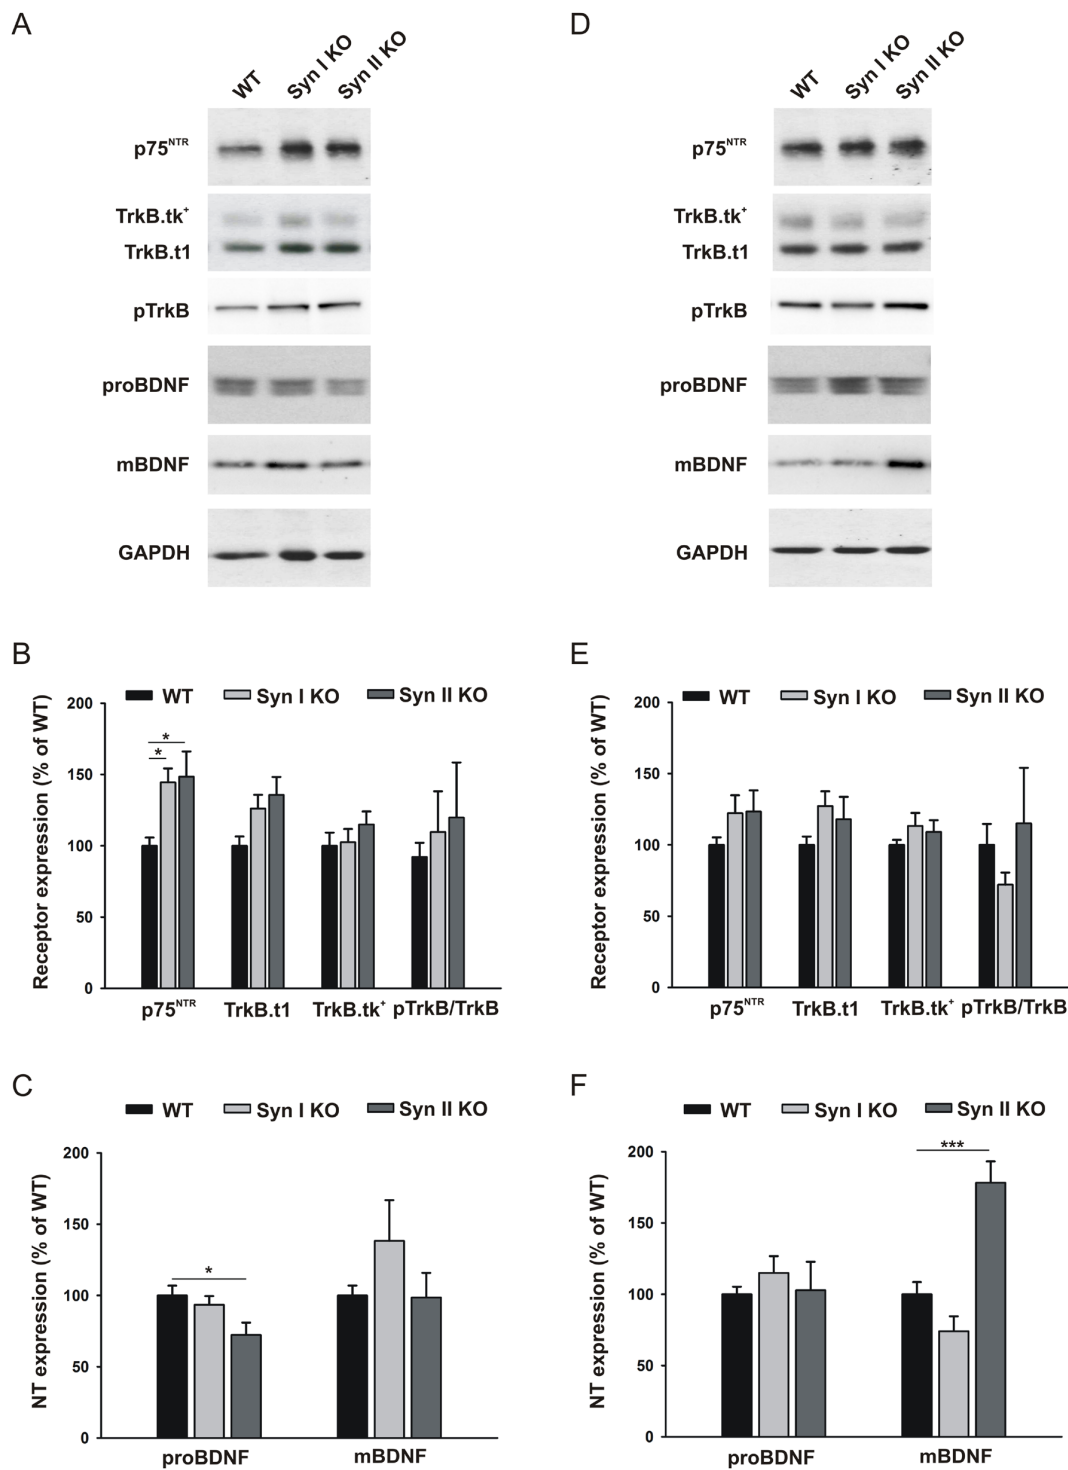 A
WT Syn I KO Syn II KO
p75NTR
TrkB.tk+
TrkB.t1
pTrkB
proBDNF
mBDNF
GAPDH
D
WT Syn I KO Syn II KO
p75NTR
TrkB.tk+
TrkB.t1
pTrkB
proBDNF
mBDNF
GAPDH
B
WT Syn I KO Syn II KO
Receptor expression (% of WT)
200
150
100
50
0
*
*
p75NTR TrkB.t1 TrkB.tk+ pTrkB/TrkB
E
WT Syn I KO Syn II KO
Receptor expression (% of WT)
200
150
100
50
0
p75NTR TrkB.t1 TrkB.tk+ pTrkB/TrkB
C
WT Syn I KO Syn II KO
NT expression (% of WT)
200
150
100
50
0
*
proBDNF mBDNF
F
WT Syn I KO Syn II KO
NT expression (% of WT)
200
150
100
50
0
***
proBDNF mBDNF